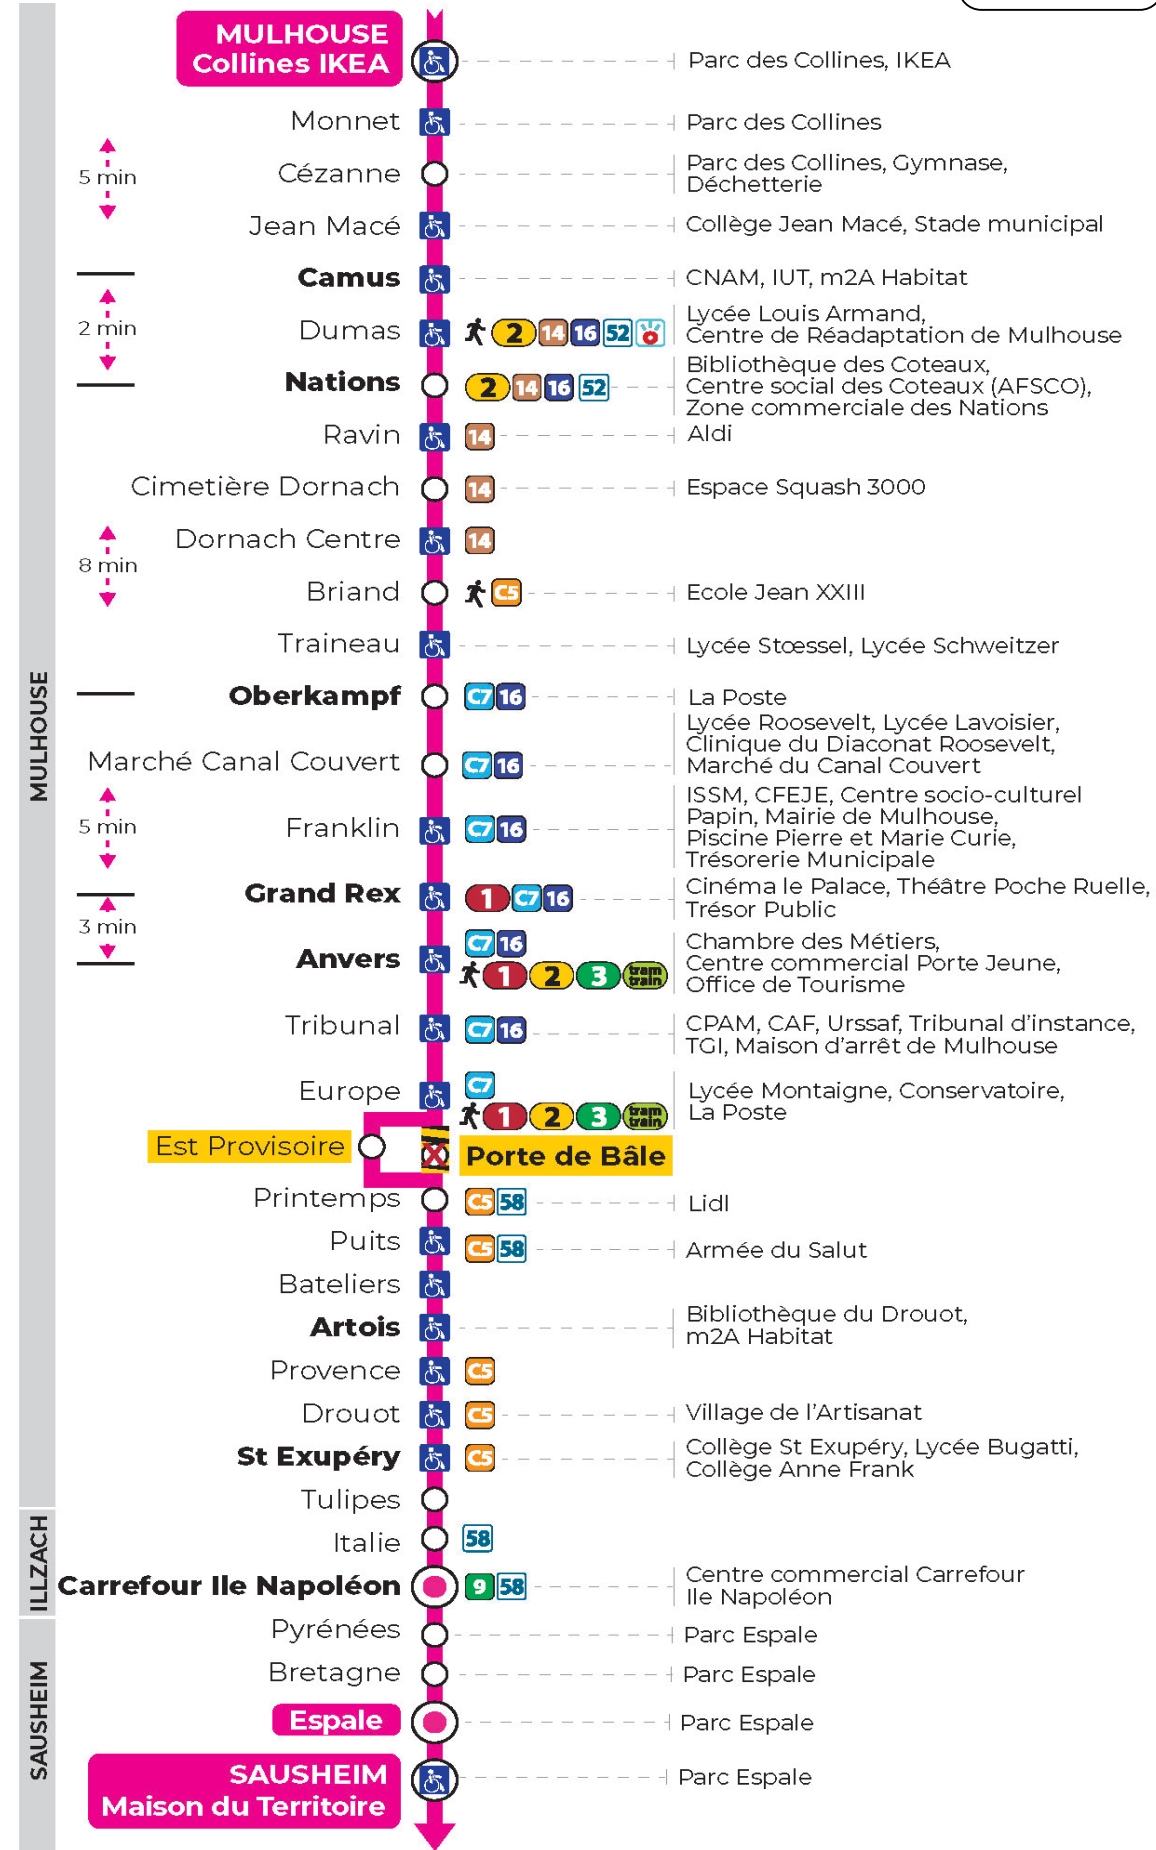 MULHOUSE
Collines IKEA
Parc des Collines, IKEA
Monnet
Parc des Collines
5 min
Cézanne
Parc des Collines, Gymnase,
Déchetterie
Jean Macé
Collège Jean Macé, Stade municipal
Camus
CNAM, IUT, m2A Habitat
2 min
Dumas
2 14 16 52
Lycée Louis Armand,
Centre de Réadaptation de Mulhouse
Nations
2 14 16 52
Bibliothèque des Coteaux,
Centre social des Coteaux (AFSCO),
Zone commerciale des Nations
Ravin
14
Aldi
Cimetière Dornach
14
Espace Squash 3000
Dornach Centre
14
8 min
Briand
C5
Ecole Jean XXIII
Traineau
Lycée Stœssel, Lycée Schweitzer
Oberkampf
C7 16
La Poste
MULHOUSE
Marché Canal Couvert
C7 16
Lycée Roosevelt, Lycée Lavoisier,
Clinique du Diaconat Roosevelt,
Marché du Canal Couvert
5 min
Franklin
C7 16
ISSM, CFEJE, Centre socio-culturel
Papin, Mairie de Mulhouse,
Piscine Pierre et Marie Curie,
Trésorerie Municipale
Grand Rex
1 C7 16
Cinéma le Palace, Théâtre Poche Ruelle,
Trésor Public
3 min
Anvers
C7 16
1 2 3 tram train
Chambre des Métiers,
Centre commercial Porte Jeune,
Office de Tourisme
Tribunal
C7 16
CPAM, CAF, Urssaf, Tribunal d'instance,
TGI, Maison d'arrêt de Mulhouse
Europe
C7
1 2 3 tram train
Lycée Montaigne, Conservatoire,
La Poste
Est Provisoire
Porte de Bâle
Printemps
C5 58
Lidl
Puits
C5 58
Armée du Salut
Bateliers
Artois
Bibliothèque du Drouot,
m2A Habitat
Provence
C5
Drouot
C5
Village de l'Artisanat
St Exupéry
C5
Collège St Exupéry, Lycée Bugatti,
Collège Anne Frank
Tulipes
ILLZACH
Italie
58
Carrefour Ile Napoléon
9 58
Centre commercial Carrefour
Ile Napoléon
SAUSHEIM
Pyrénées
Parc Espale
Bretagne
Parc Espale
Espale
Parc Espale
SAUSHEIM
Maison du Territoire
Parc Espale